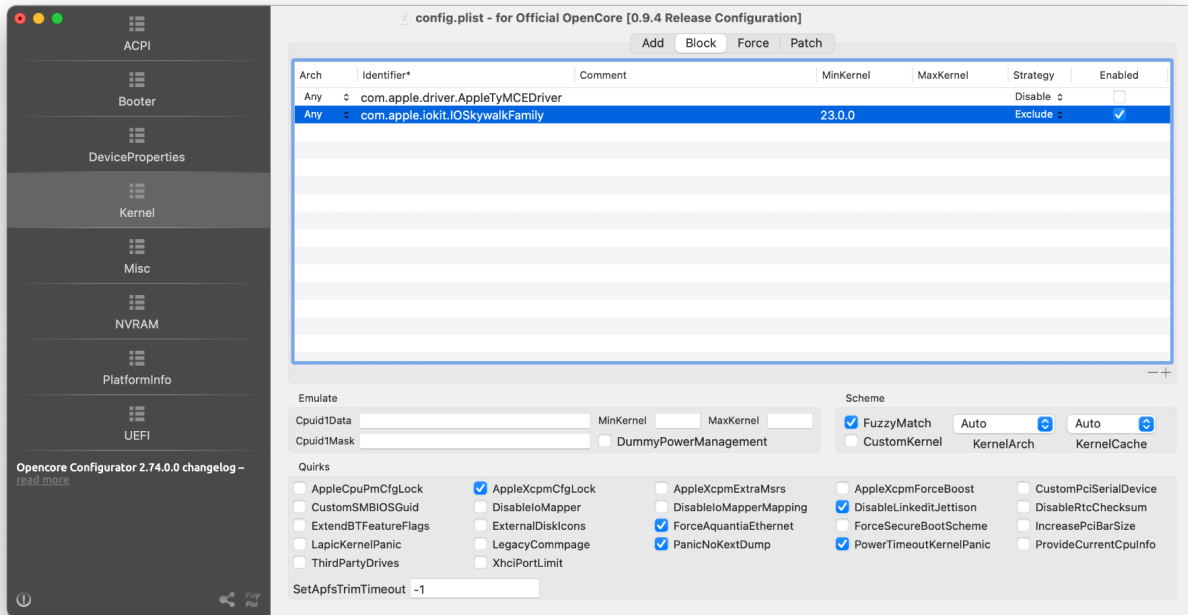 config.plist - for Official OpenCore [0.9.4 Release Configuration]
ACPI
Booter
DeviceProperties
Kernel
Misc
NVRAM
PlatformInfo
UEFI
Opencore Configurator 2.74.0.0 changelog –
read more
Pay
Pal
Add Block Force Patch
Arch Identifier* Comment MinKernel MaxKernel Strategy Enabled
Any com.apple.driver.AppleTyMCEDriver Disable
Any com.apple.iokit.IOSkywalkFamily 23.0.0 Exclude
Emulate
Cpuid1Data MinKernel MaxKernel
Cpuid1Mask DummyPowerManagement
Scheme
FuzzyMatch Auto Auto
CustomKernel KernelArch KernelCache
Quirks
AppleCpuPmCfgLock AppleXcpmCfgLock AppleXcpmExtraMsrs AppleXcpmForceBoost CustomPciSerialDevice
CustomSMBIOSGuid DisableIoMapper DisableIoMapperMapping DisableLinkeditJettison DisableRtcChecksum
ExtendBTFeatureFlags ExternalDiskIcons ForceAquantiaEthernet ForceSecureBootScheme IncreasePciBarSize
LapicKernelPanic LegacyCommpage PanicNoKextDump PowerTimeoutKernelPanic ProvideCurrentCpuInfo
ThirdPartyDrives XhciPortLimit
SetApfsTrimTimeout -1